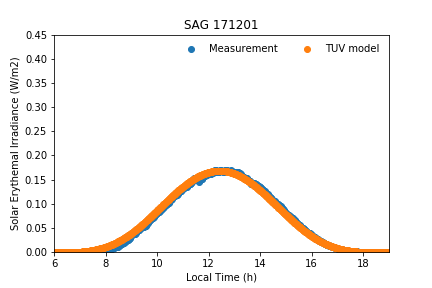 SAG 171201
Measurement
TUV model
Solar Erythemal Irradiance (W/m2)
0.45
0.40
0.35
0.30
0.25
0.20
0.15
0.10
0.05
0.00
6 8 10 12 14 16 18
Local Time (h)